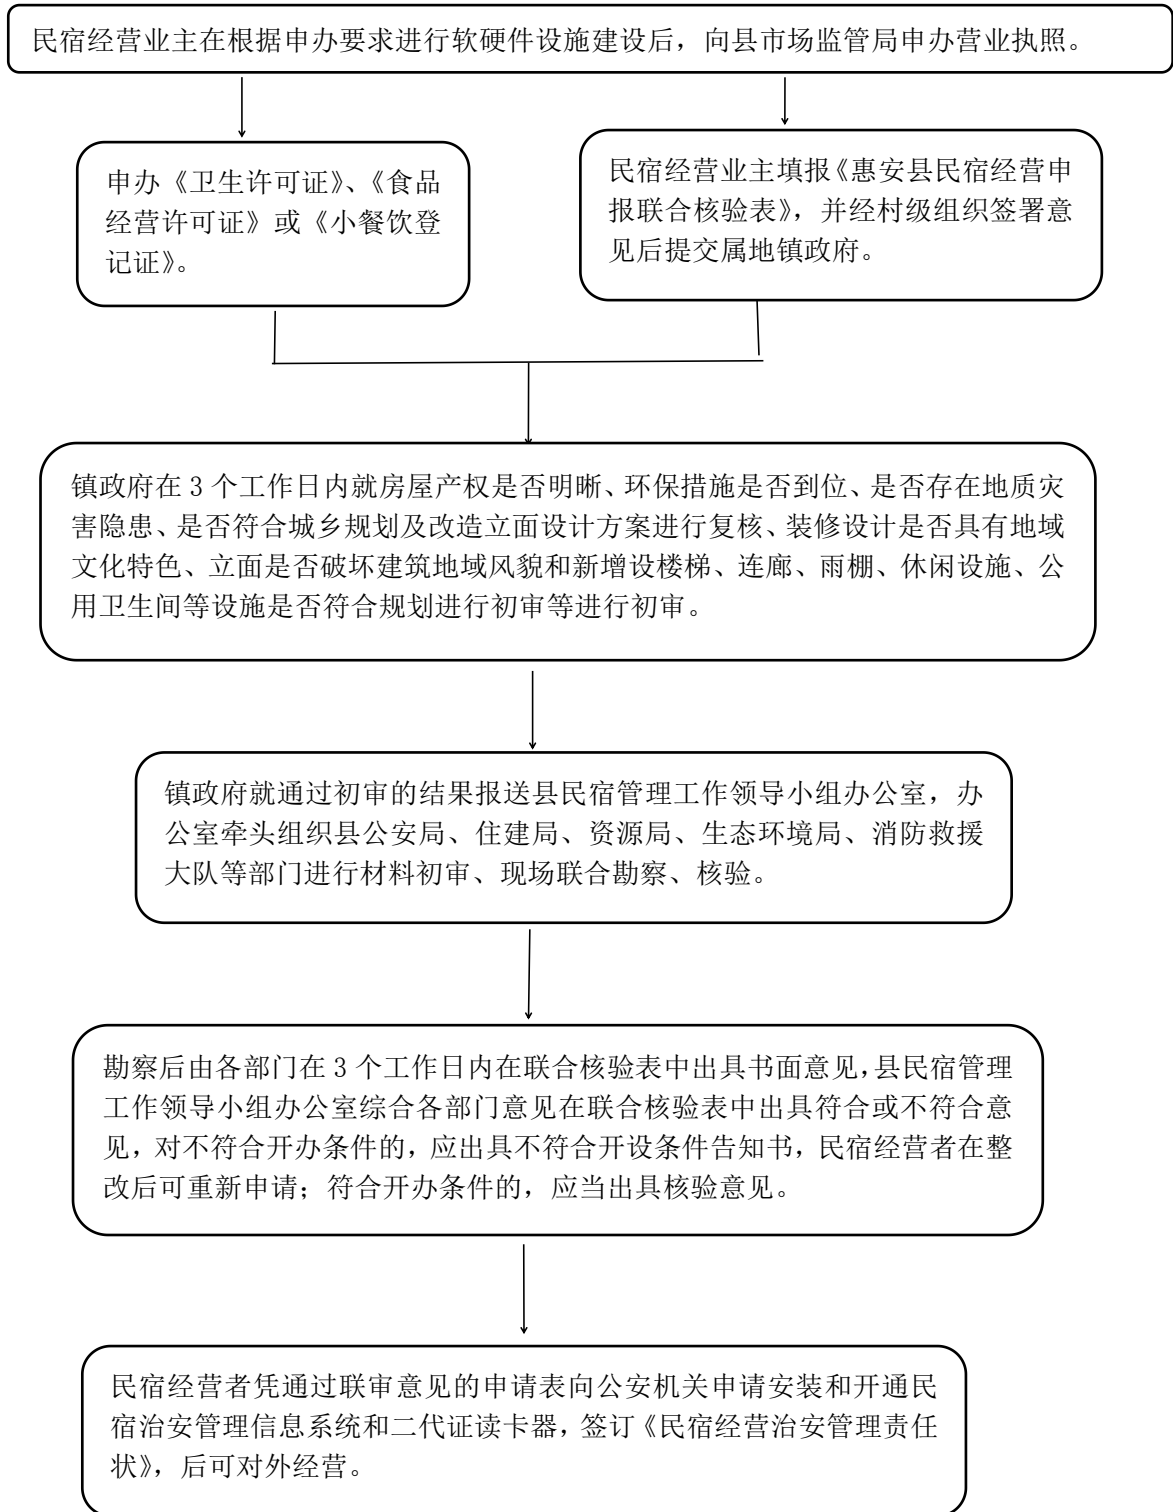 民宿经营业主在根据申办要求进行软硬件设施建设后，向县市场监管局申办营业执照。
申办《卫生许可证》、《食品
经营许可证》或《小餐饮登
记证》。
民宿经营业主填报《惠安县民宿经营申
报联合核验表》，并经村级组织签署意
见后提交属地镇政府。
镇政府在 3 个工作日内就房屋产权是否明晰、环保措施是否到位、是否存在地质灾
害隐患、是否符合城乡规划及改造立面设计方案进行复核、装修设计是否具有地域
文化特色、立面是否破坏建筑地域风貌和新增设楼梯、连廊、雨棚、休闲设施、公
用卫生间等设施是否符合规划进行初审等进行初审。
镇政府就通过初审的结果报送县民宿管理工作领导小组办公室，办
公室牵头组织县公安局、住建局、资源局、生态环境局、消防救援
大队等部门进行材料初审、现场联合勘察、核验。
勘察后由各部门在 3 个工作日内在联合核验表中出具书面意见，县民宿管理
工作领导小组办公室综合各部门意见在联合核验表中出具符合或不符合意
见，对不符合开办条件的，应出具不符合开设条件告知书，民宿经营者在整
改后可重新申请；符合开办条件的，应当出具核验意见。
民宿经营者凭通过联审意见的申请表向公安机关申请安装和开通民
宿治安管理信息系统和二代证读卡器，签订《民宿经营治安管理责任
状》，后可对外经营。